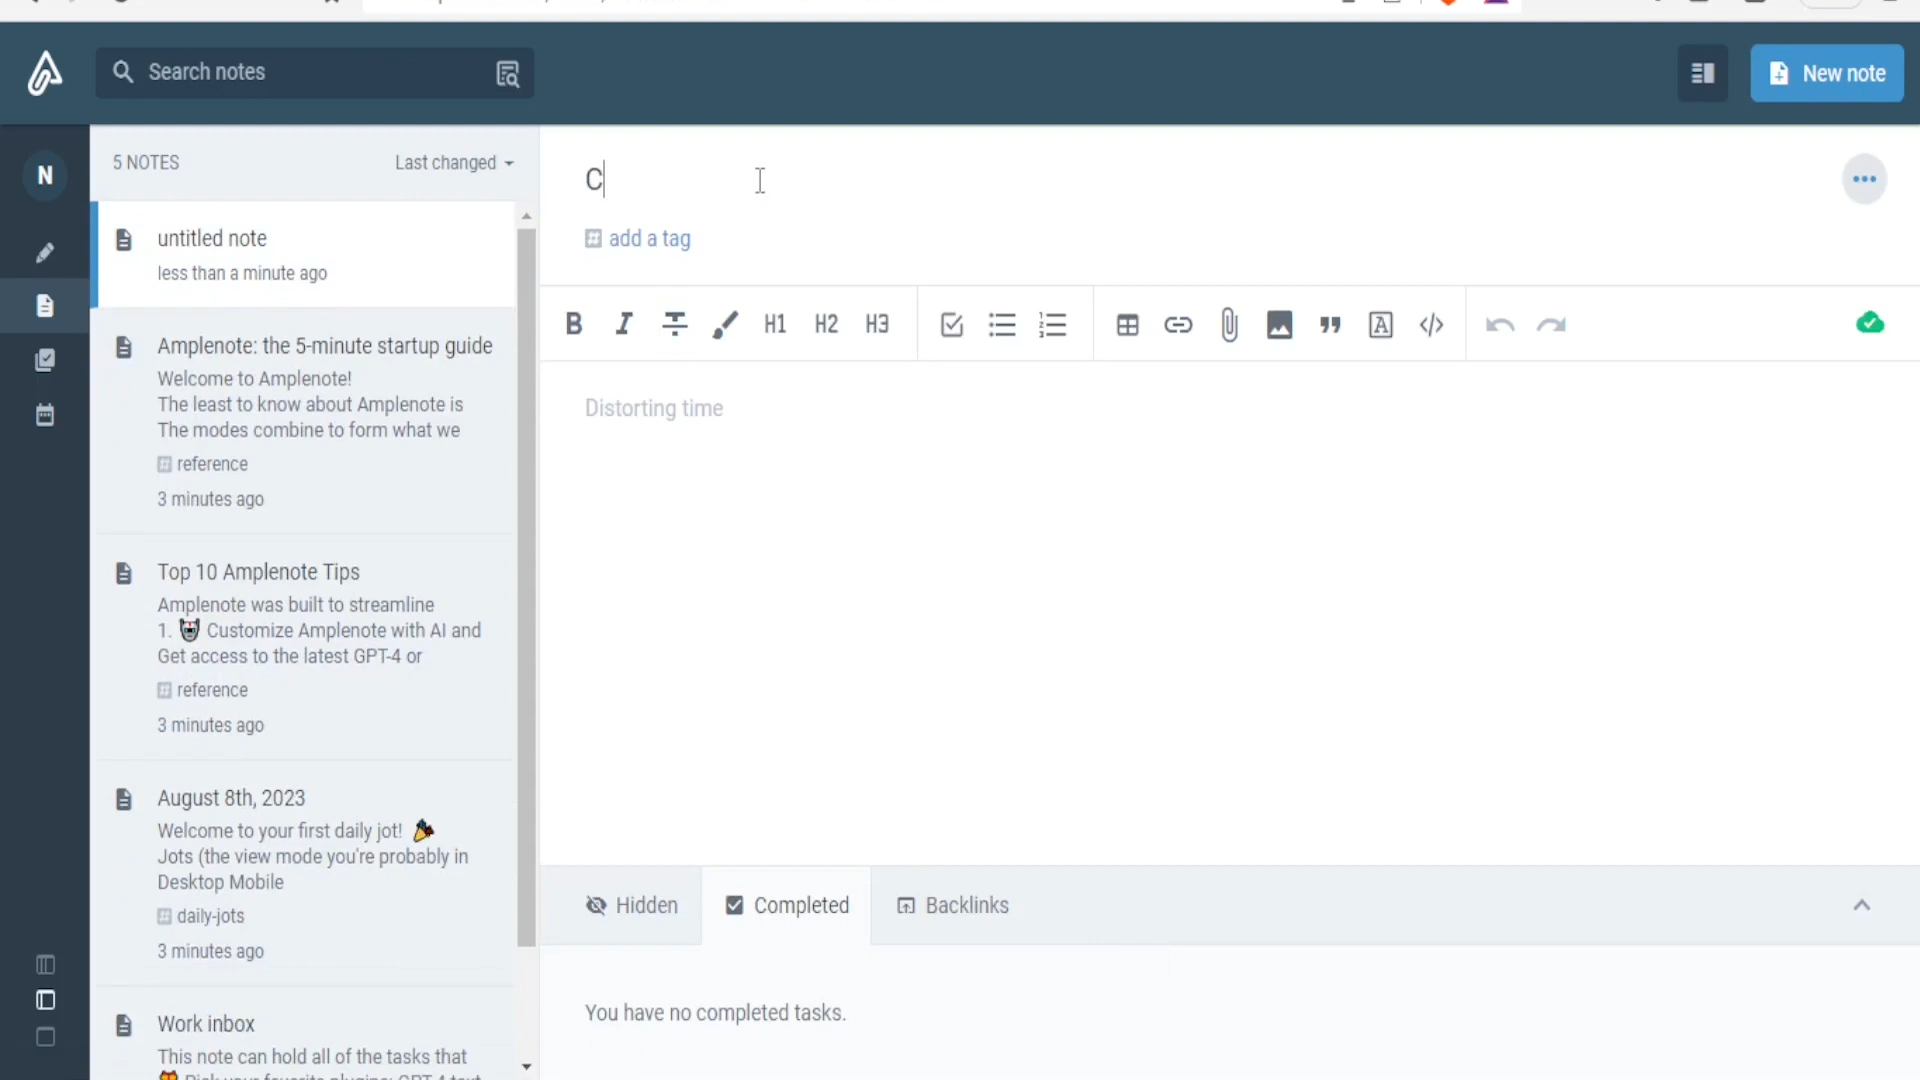 Search notes
New note
N
5 NOTES
Last changed
untitled note
less than a minute ago
Amplenote: the 5-minute startup guide
Welcome to Amplenote!
The least to know about Amplenote is
The modes combine to form what we
reference
3 minutes ago
Top 10 Amplenote Tips
Amplenote was built to streamline
1. Customize Amplenote with AI and
Get access to the latest GPT-4 or
reference
3 minutes ago
August 8th, 2023
Welcome to your first daily jot!
Jots (the view mode you're probably in
Desktop Mobile
daily-jots
3 minutes ago
Work inbox
This note can hold all of the tasks that
C
add a tag
B I H1 H2 H3
Distorting time
Hidden
Completed
Backlinks
You have no completed tasks.